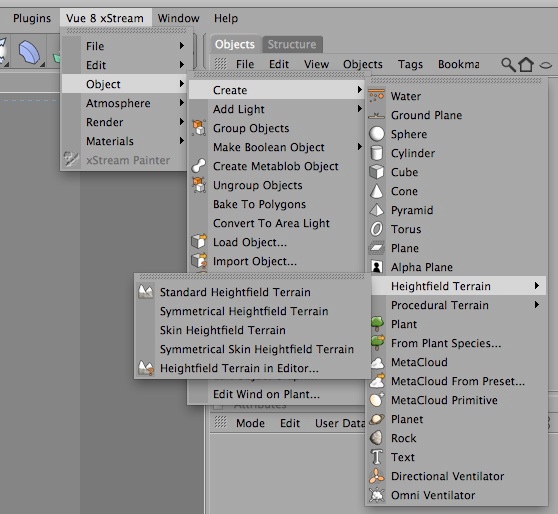 Plugins Vue 8 xStream Window Help
File
Edit
Object
Atmosphere
Render
Materials
xStream Painter
Objects Structure
File Edit View Objects Tags Bookma
Create
Add Light
Group Objects
Make Boolean Object
Create Metablob Object
Ungroup Objects
Bake To Polygons
Convert To Area Light
Load Object...
Import Object...
Edit Wind on Plant...
Water
Ground Plane
Sphere
Cylinder
Cube
Cone
Pyramid
Torus
Plane
Alpha Plane
Heightfield Terrain
Procedural Terrain
Plant
From Plant Species...
MetaCloud
MetaCloud From Preset...
MetaCloud Primitive
Planet
Rock
Text
Directional Ventilator
Omni Ventilator
Standard Heightfield Terrain
Symmetrical Heightfield Terrain
Skin Heightfield Terrain
Symmetrical Skin Heightfield Terrain
Heightfield Terrain in Editor...
Attributes
Mode Edit User Data